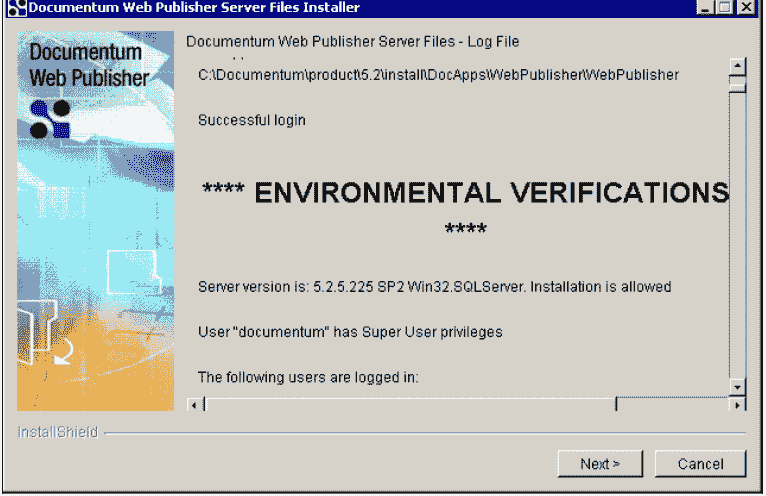 Documentum Web Publisher Server Files Installer
Documentum
Web Publisher
Documentum Web Publisher Server Files - Log File
C:\Documentum\product\5.2\install\DocApps\WebPublisher\WebPublisher
Successful login
**** ENVIRONMENTAL VERIFICATIONS
****
Server version is: 5.2.5.225 SP2 Win32.SQLServer. Installation is allowed
User "documentum" has Super User privileges
The following users are logged in:
InstallShield
Next >
Cancel